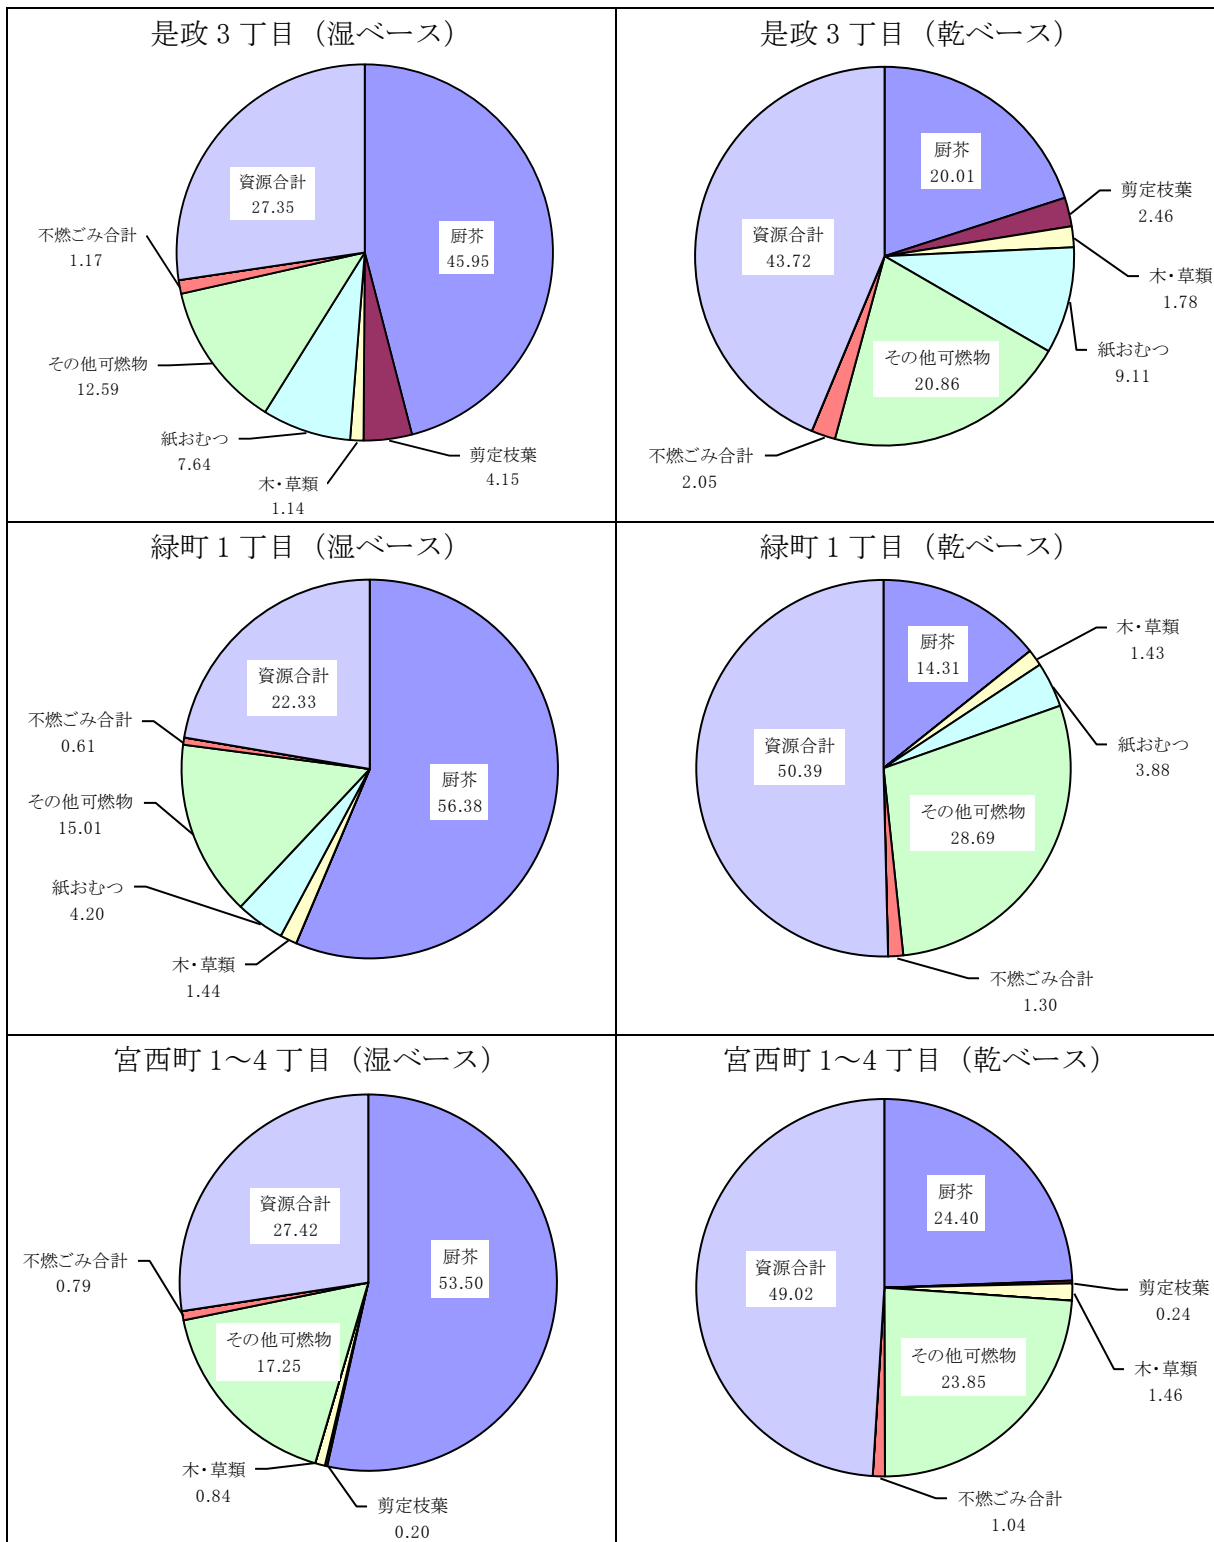 是政 3 丁目（湿ベース）
厨芥
45.95
剪定枝葉
4.15
木・草類
1.14
紙おむつ
7.64
その他可燃物
12.59
不燃ごみ合計
1.17
資源合計
27.35
是政 3 丁目（乾ベース）
厨芥
20.01
剪定枝葉
2.46
木・草類
1.78
紙おむつ
9.11
その他可燃物
20.86
不燃ごみ合計
2.05
資源合計
43.72
緑町 1 丁目（湿ベース）
厨芥
56.38
木・草類
1.44
紙おむつ
4.20
その他可燃物
15.01
不燃ごみ合計
0.61
資源合計
22.33
緑町 1 丁目（乾ベース）
厨芥
14.31
木・草類
1.43
紙おむつ
3.88
その他可燃物
28.69
不燃ごみ合計
1.30
資源合計
50.39
宮西町 1～4 丁目（湿ベース）
厨芥
53.50
剪定枝葉
0.20
木・草類
0.84
その他可燃物
17.25
不燃ごみ合計
0.79
資源合計
27.42
宮西町 1～4 丁目（乾ベース）
厨芥
24.40
剪定枝葉
0.24
木・草類
1.46
その他可燃物
23.85
不燃ごみ合計
1.04
資源合計
49.02